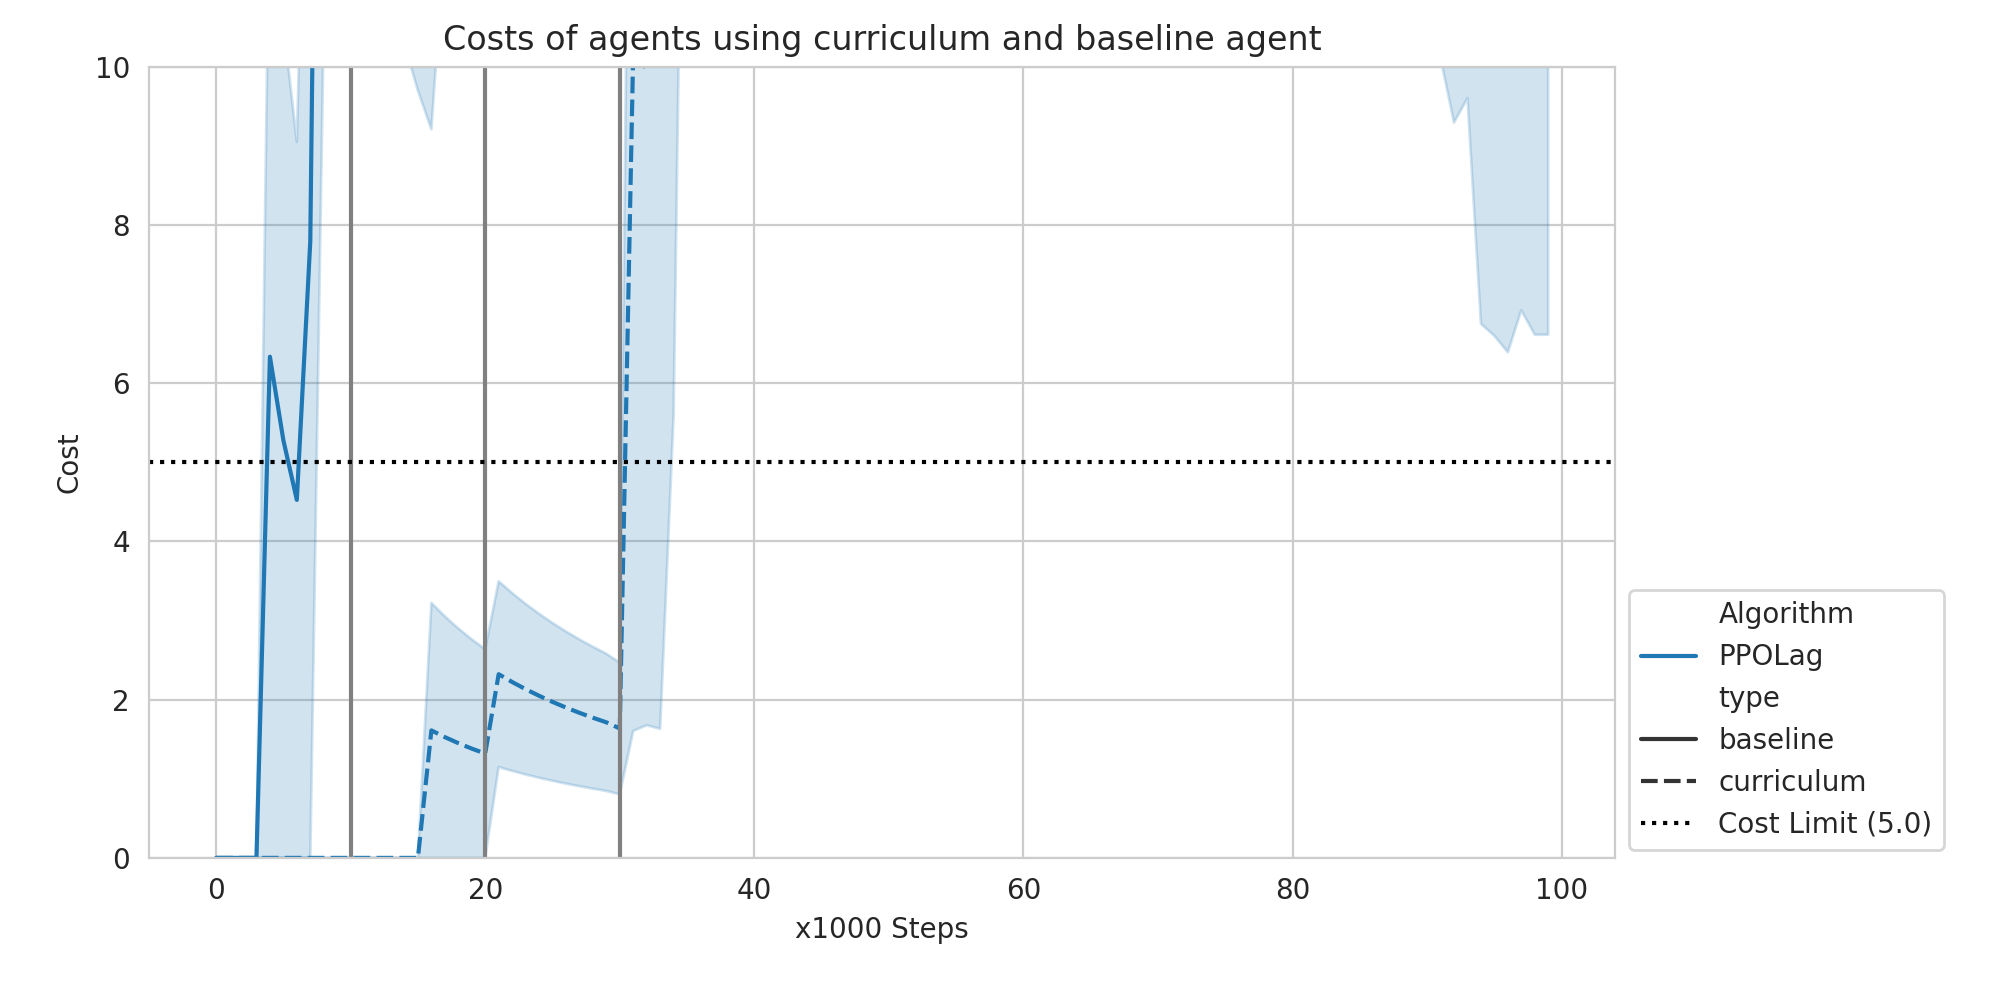 Costs of agents using curriculum and baseline agent
10
8
6
4
2
0
Cost
0 20 40 60 80 100
x1000 Steps
Algorithm
PPOLag
type
baseline
curriculum
Cost Limit (5.0)